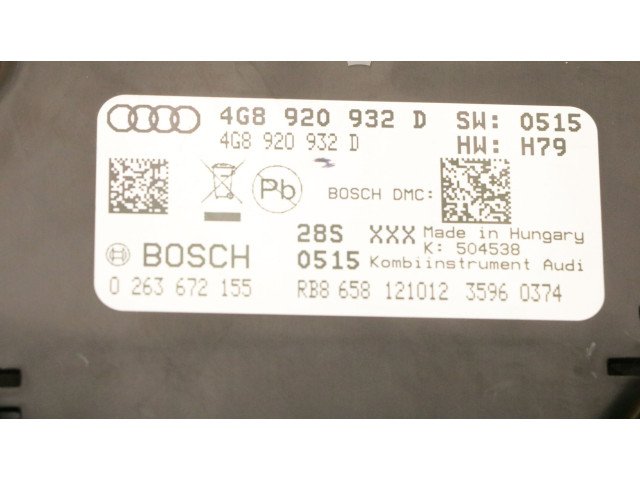 4G8 920 932 D SW: 0515
4G8 920 932 D HW: H79
Pb
BOSCH DMC:
28S XXX Made in Hungary
K: 504538
BOSCH 0515 Kombiinstrument Audi
0 263 672 155 RB8 658 121012 3596 0374